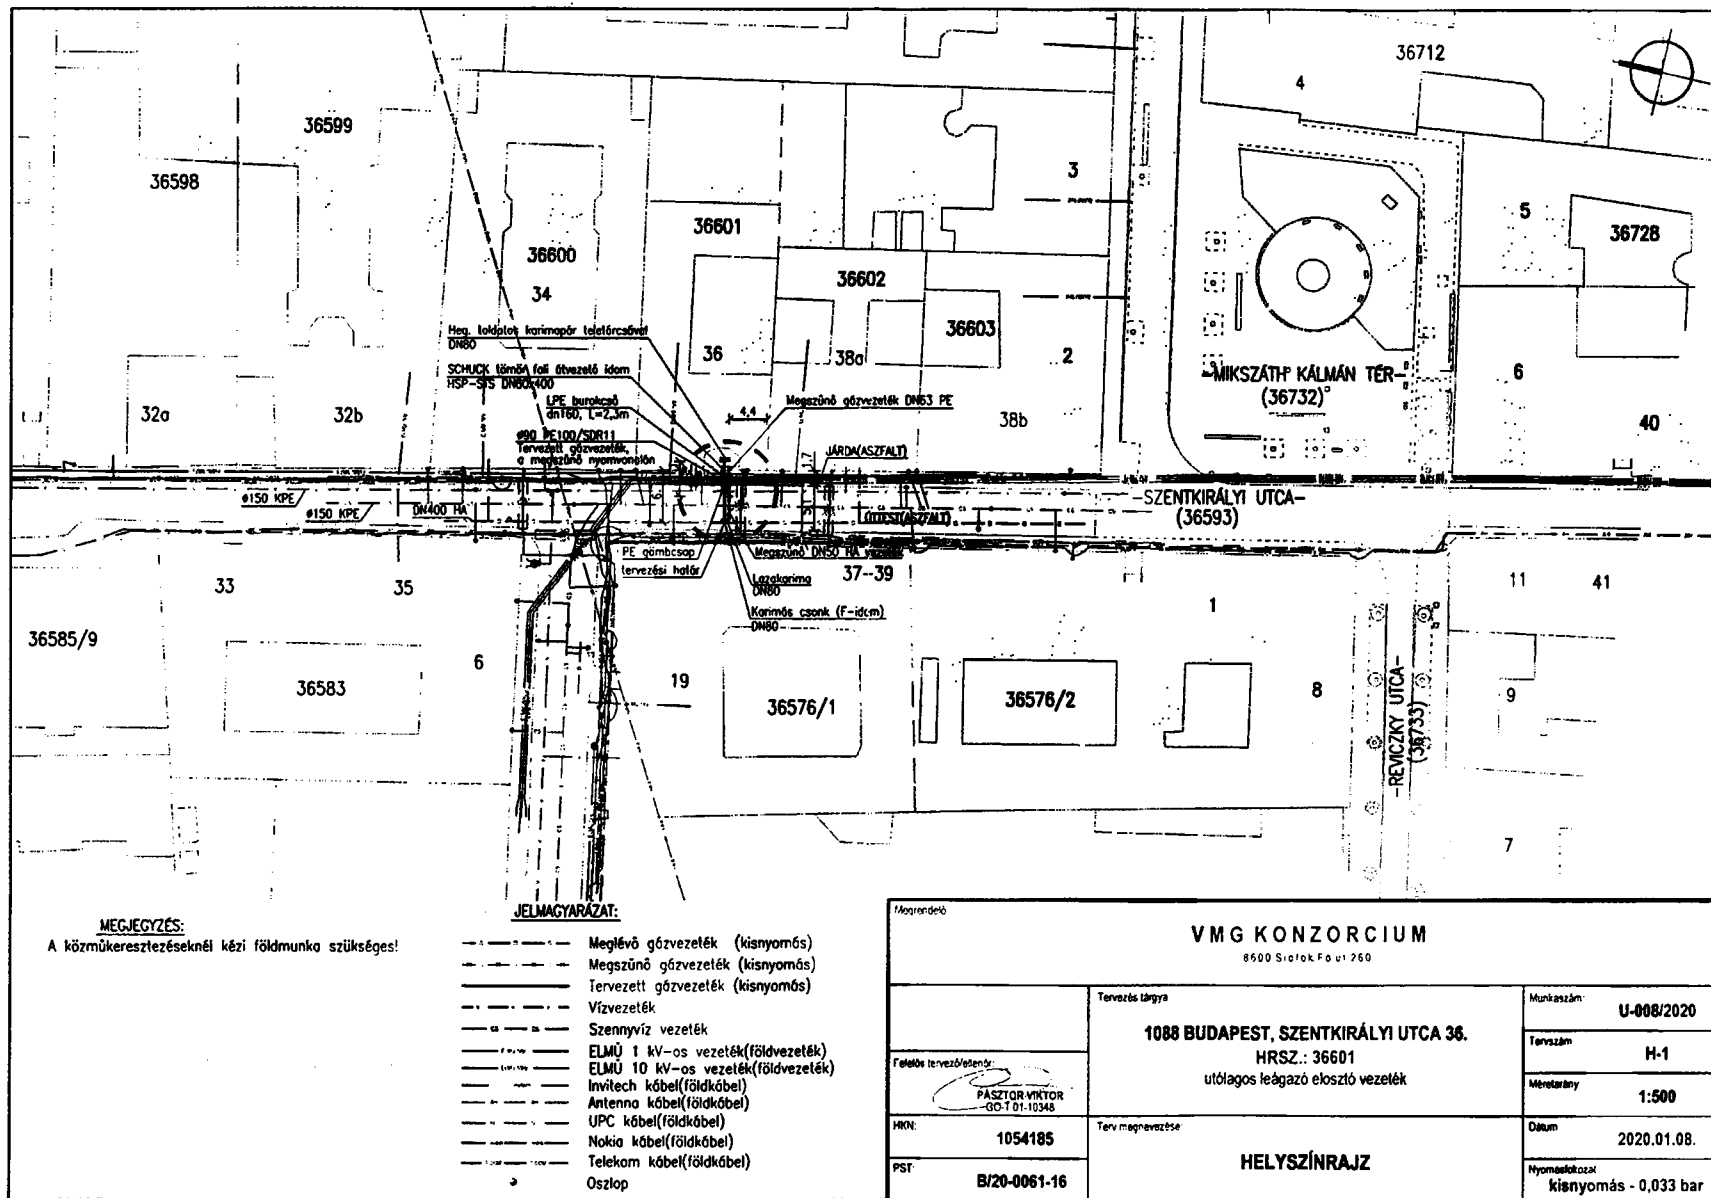 36712
4
36599
36598
3
5
36601
36728
36600
36602
34
36603
Heg. toldatos karimapár teletárcsával
DN80
36
38a
2
SCHUCK tömör fali átvezető idom
HSP-STS DN80x400
6
-MIKSZÁTH KÁLMÁN TÉR-
(36732)
LPE burokcső
dn160, L=2,3m
4,4
Megszűnő gázvezeték DN63 PE
32a
32b
38b
40
ø90 PE100/SDR11
Tervezett gázvezeték,
a megszűnő nyomvonalán
JÁRDA(ASZFALT)
1,7
ø150 KPE
ø150 KPE
DN400 HA
-SZENTKIRÁLYI UTCA-
(36593)
ÚTTEST(ASZFALT)
PE gömbcsap
tervezési határ
Megszűnő DN50 HA
Lazakarima
DN80
37--39
33
35
11
41
Karimás csonk (F-idom)
DN80
1
36585/9
6
36583
19
36576/1
36576/2
8
9
-REVICZKY UTCA-
(36733)
7
MEGJEGYZÉS:
A közműkeresztezéseknél kézi földmunka szükséges!
JELMAGYARÁZAT:
Meglévő gázvezeték (kisnyomás)
Megszűnő gázvezeték (kisnyomás)
Tervezett gázvezeték (kisnyomás)
Vízvezeték
Szennyvíz vezeték
ELMŰ 1 kV-os vezeték(földvezeték)
ELMŰ 10 kV-os vezeték(földvezeték)
Invitech kábel(földkábel)
Antenna kábel(földkábel)
UPC kábel(földkábel)
Nokia kábel(földkábel)
Telekom kábel(földkábel)
Oszlop
Megrendelő
VMG KONZORCIUM
8600 Siófok Fő út 260
Tervezés tárgya
1088 BUDAPEST, SZENTKIRÁLYI UTCA 36.
HRSZ.: 36601
utólagos leágazó elosztó vezeték
Munkaszám:
U-008/2020
Tervszám
H-1
Méretarány
1:500
Felelős tervező/ellenőr:
PÁSZTOR VIKTOR
GO-T 01-10348
HKN:
1054185
Terv megnevezése
HELYSZÍNRAJZ
Dátum
2020.01.08.
PST:
B/20-0061-16
Nyomásfokozat
kisnyomás - 0,033 bar